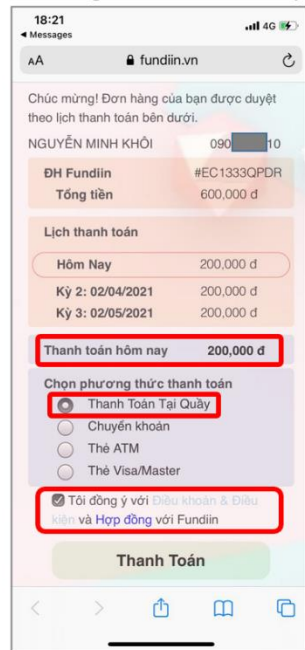 18:21
4G
Messages
AA fundiin.vn
Chúc mừng! Đơn hàng của bạn được duyệt
theo lịch thanh toán bên dưới.
NGUYỄN MINH KHÔI 090 10
ĐH Fundiin #EC1333QPDR
Tổng tiền 600,000 đ
Lịch thanh toán
Hôm Nay 200,000 đ
Kỳ 2: 02/04/2021 200,000 đ
Kỳ 3: 02/05/2021 200,000 đ
Thanh toán hôm nay 200,000 đ
Chọn phương thức thanh toán
Thanh Toán Tại Quầy
Chuyển khoản
Thẻ ATM
Thẻ Visa/Master
Tôi đồng ý với Điều khoản & Điều
kiện và Hợp đồng với Fundiin
Thanh Toán